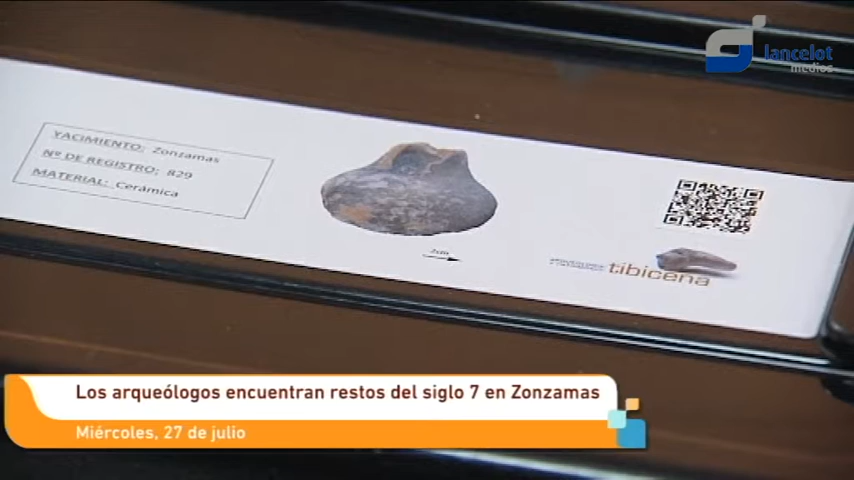 lancelot
medios
YACIMIENTO: Zonzamas
Nº DE REGISTRO: 829
MATERIAL: Cerámica
tibicena
Los arqueólogos encuentran restos del siglo 7 en Zonzamas
Miércoles, 27 de julio